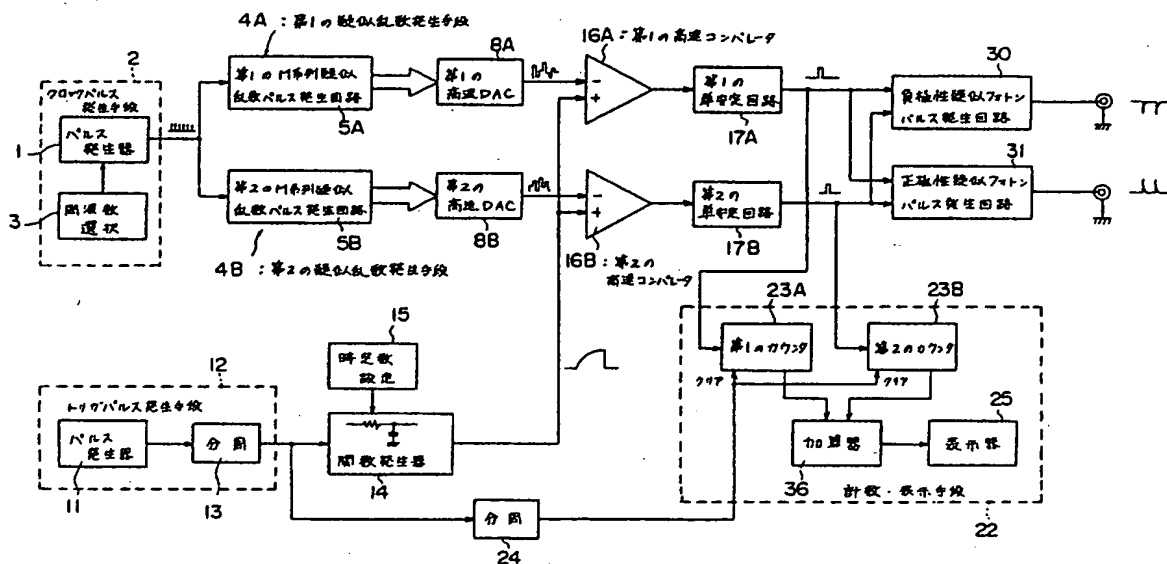 4A：第1の疑似乱数発生手段
2
クロックパルス
発生手段
1
パルス
発生器
3
周波数
選択
第1のM系列疑似
乱数パルス発生回路
5A
8A
第1の
高速DAC
16A：第1の高速コンパレータ
−
+
第1の
単安定回路
17A
30
負極性疑似フォトン
パルス発生回路
第2のM系列疑似
乱数パルス発生回路
5B
4B：第2の疑似乱数発生手段
第2の
高速DAC
8B
−
+
16B：第2の
高速コンパレータ
第2の
単安定回路
17B
31
正極性疑似フォトン
パルス発生回路
12
トリガパルス発生手段
パルス
発生器
11
分周
13
15
時定数
設定
関数発生器
14
分周
24
23A
第1のカウンタ
クリア
23B
第2のカウンタ
クリア
加算器
36
25
表示器
計数・表示手段
22